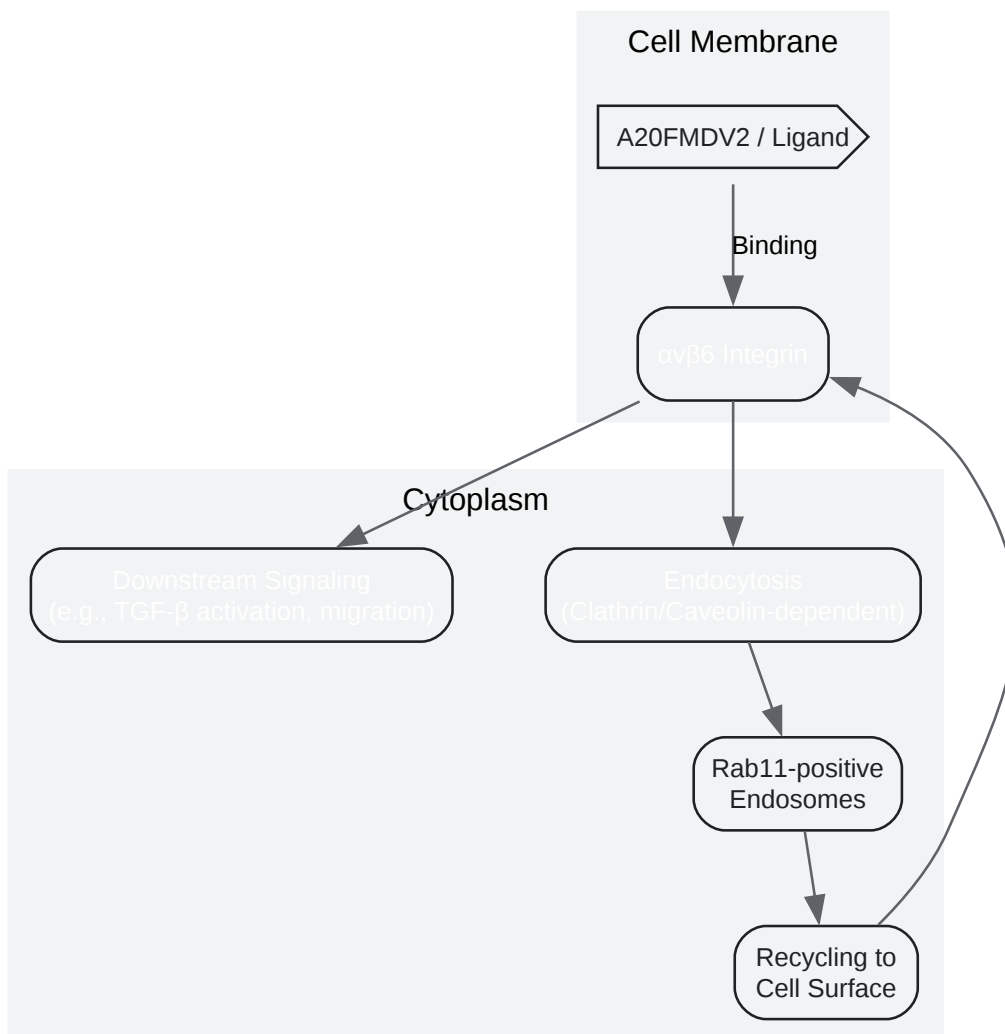 Cell Membrane
A20FMDV2 / Ligand
Binding
αvβ6 Integrin
Cytoplasm
Downstream Signaling
(e.g., TGF-β activation, migration)
Endocytosis
(Clathrin/Caveolin-dependent)
Rab11-positive
Endosomes
Recycling to
Cell Surface